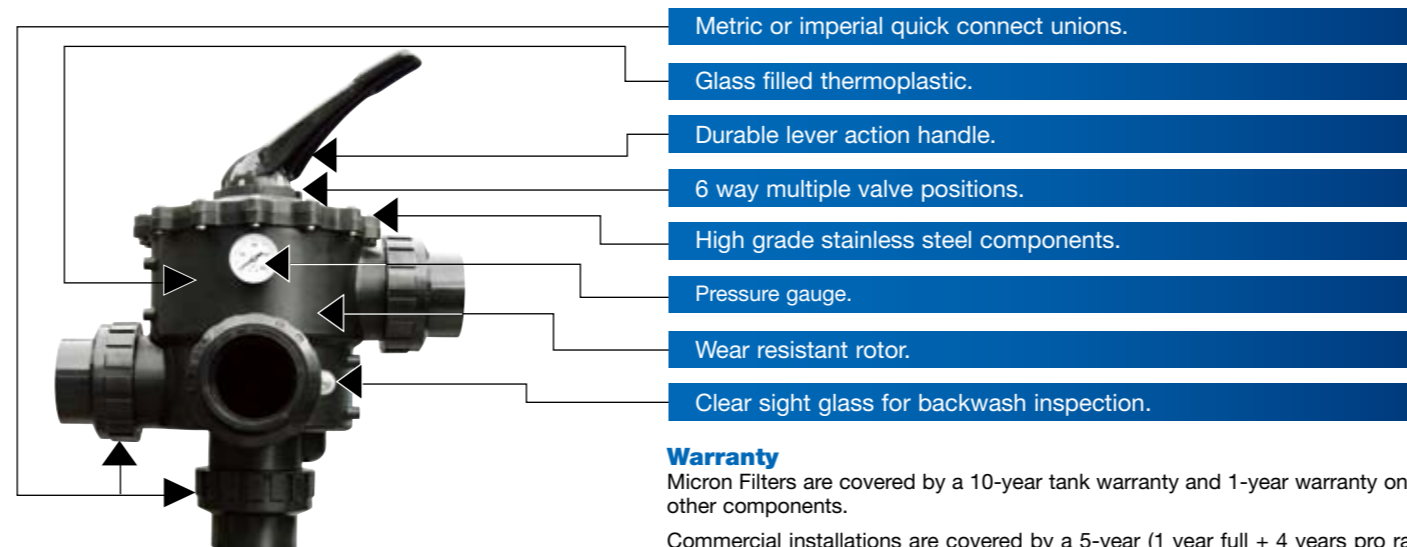 Metric or imperial quick connect unions.
Glass filled thermoplastic.
Durable lever action handle.
6 way multiple valve positions.
High grade stainless steel components.
Pressure gauge.
Wear resistant rotor.
Clear sight glass for backwash inspection.
Warranty
Micron Filters are covered by a 10-year tank warranty and 1-year warranty on
other components.
Commercial installations are covered by a 5-year (1 year full + 4 years pro ra